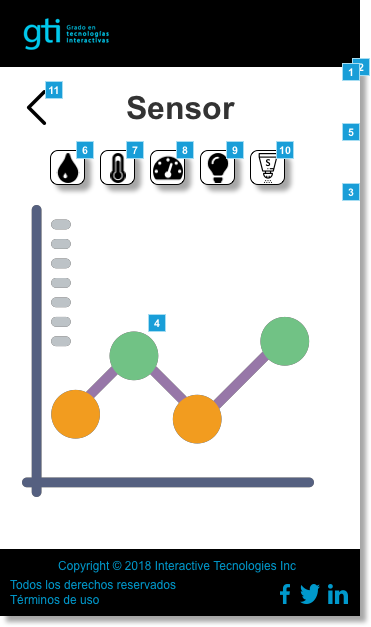 gti Grado en
tecnologías
interactivas
1
2
11
Sensor
5
6
7
8
9
10
S
3
4
Copyright © 2018 Interactive Tecnologies Inc
Todos los derechos reservados
Términos de uso